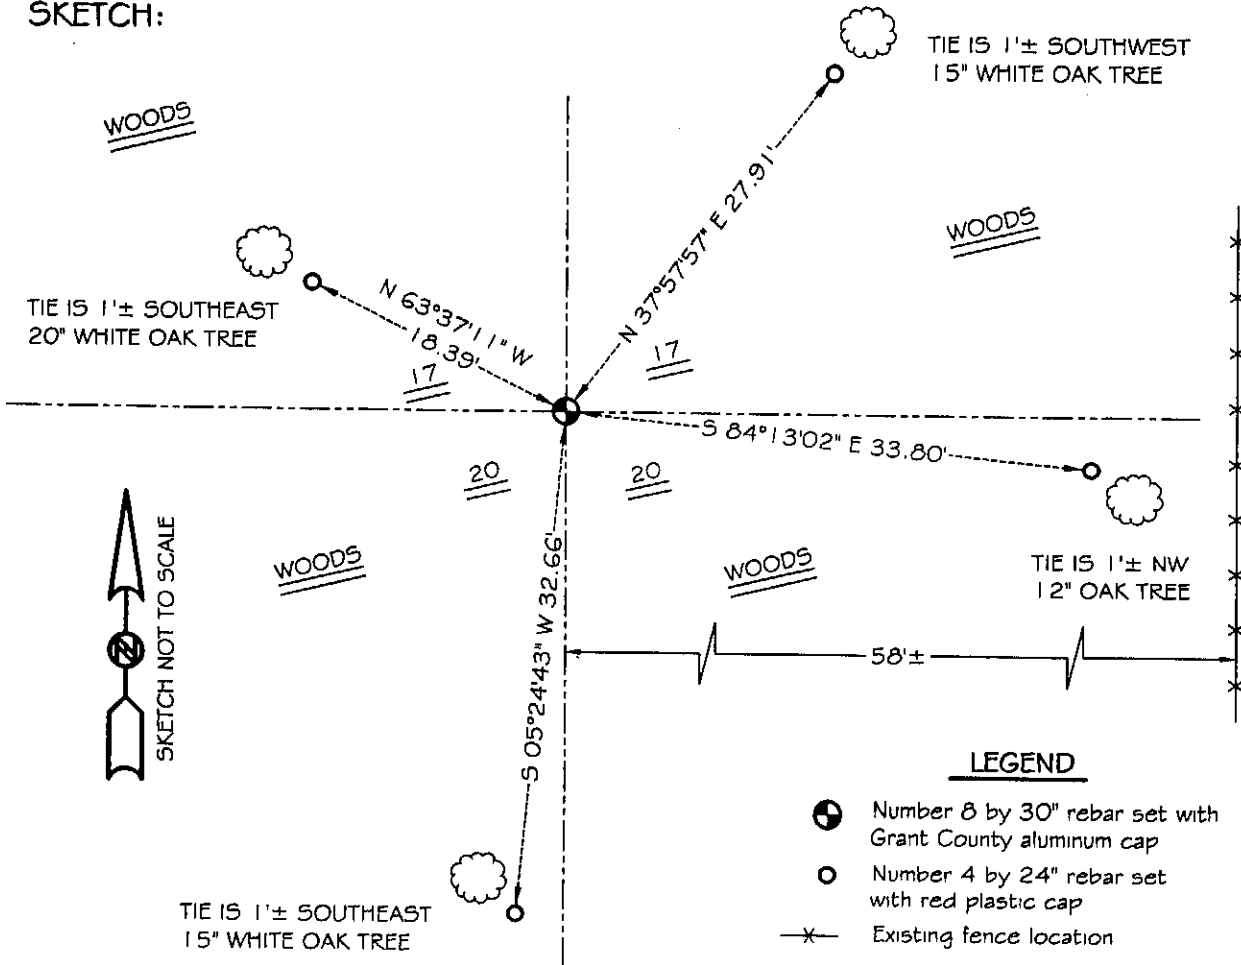 SKETCH:
TIE IS 1'± SOUTHWEST
15" WHITE OAK TREE
WOODS
WOODS
N 37°57'57" E 27.91'
TIE IS 1'± SOUTHEAST
20" WHITE OAK TREE
N 63°37'11" W
18.39'
17
17
S 84°13'02" E 33.80'
20
20
SKETCH NOT TO SCALE
N
WOODS
WOODS
S 05°24'43" W 32.66'
TIE IS 1'± NW
12" OAK TREE
58'±
LEGEND
Number 8 by 30" rebar set with
Grant County aluminum cap
Number 4 by 24" rebar set
with red plastic cap
Existing fence location
TIE IS 1'± SOUTHEAST
15" WHITE OAK TREE